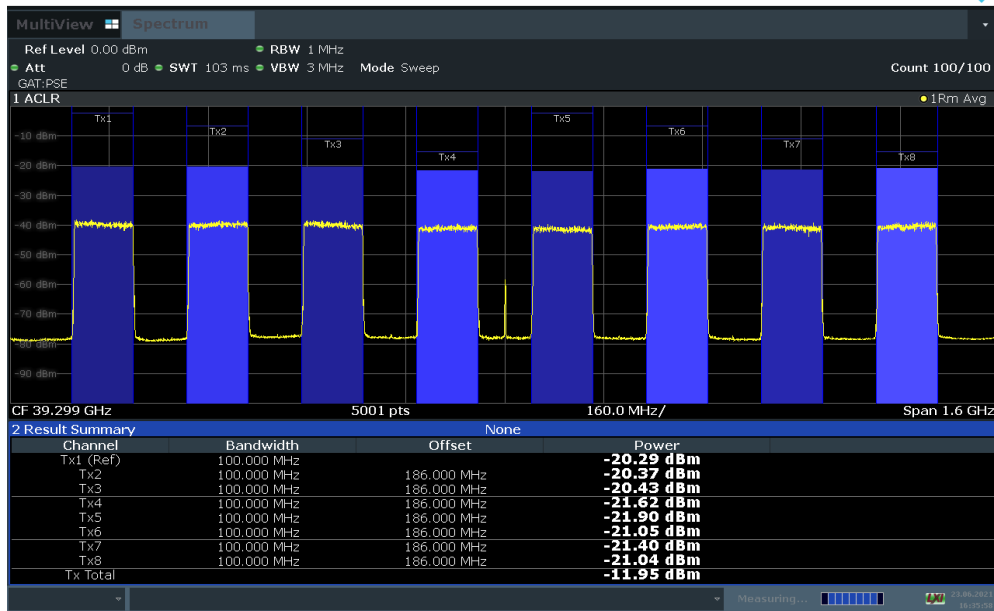 MultiView Spectrum
Ref Level 0.00 dBm RBW 1 MHz
Att 0 dB SWT 103 ms VBW 3 MHz Mode Sweep Count 100/100
GAT:PSE
1 ACLR 1Rm Avg
Tx1 Tx5
Tx2 Tx6
-10 dBm
Tx3 Tx7
Tx4 Tx8
-20 dBm
-30 dBm
-40 dBm
-50 dBm
-60 dBm
-70 dBm
-80 dBm
-90 dBm
CF 39.299 GHz 5001 pts 160.0 MHz/ Span 1.6 GHz
2 Result Summary None
Channel Bandwidth Offset Power
Tx1 (Ref) 100.000 MHz -20.29 dBm
Tx2 100.000 MHz 186.000 MHz -20.37 dBm
Tx3 100.000 MHz 186.000 MHz -20.43 dBm
Tx4 100.000 MHz 186.000 MHz -21.62 dBm
Tx5 100.000 MHz 186.000 MHz -21.90 dBm
Tx6 100.000 MHz 186.000 MHz -21.05 dBm
Tx7 100.000 MHz 186.000 MHz -21.40 dBm
Tx8 100.000 MHz 186.000 MHz -21.04 dBm
Tx Total -11.95 dBm
Measuring... LXI 23.06.2021
16:35:58